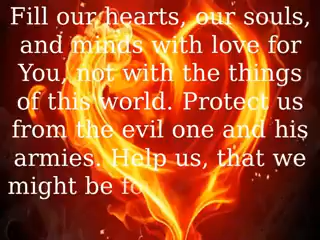 Fill our hearts, our souls,
and minds with love for
You, not with the things
of this world. Protect us
from the evil one and his
armies. Help us, that we
might be fo